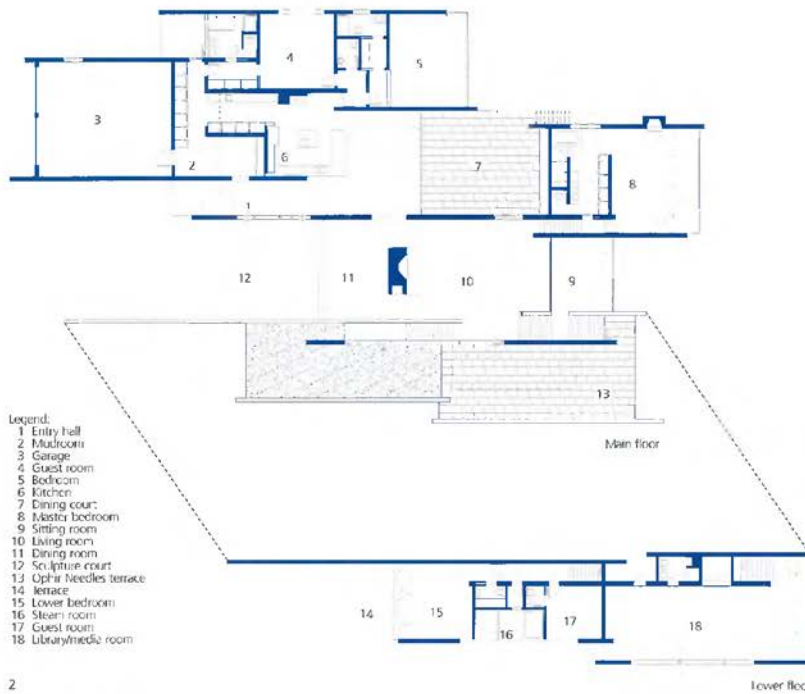 4
5
3
6
2
7
8
1
12
11
10
9
13
Main floor
Legend:
1 Entry hall
2 Mudroom
3 Garage
4 Guest room
5 Bedroom
6 Kitchen
7 Dining court
8 Master bedroom
9 Sitting room
10 Living room
11 Dining room
12 Sculpture court
13 Ophir Needles terrace
14 Terrace
15 Lower bedroom
16 Steam room
17 Guest room
18 Library/media room
14
15
16
17
18
2
Lower floo